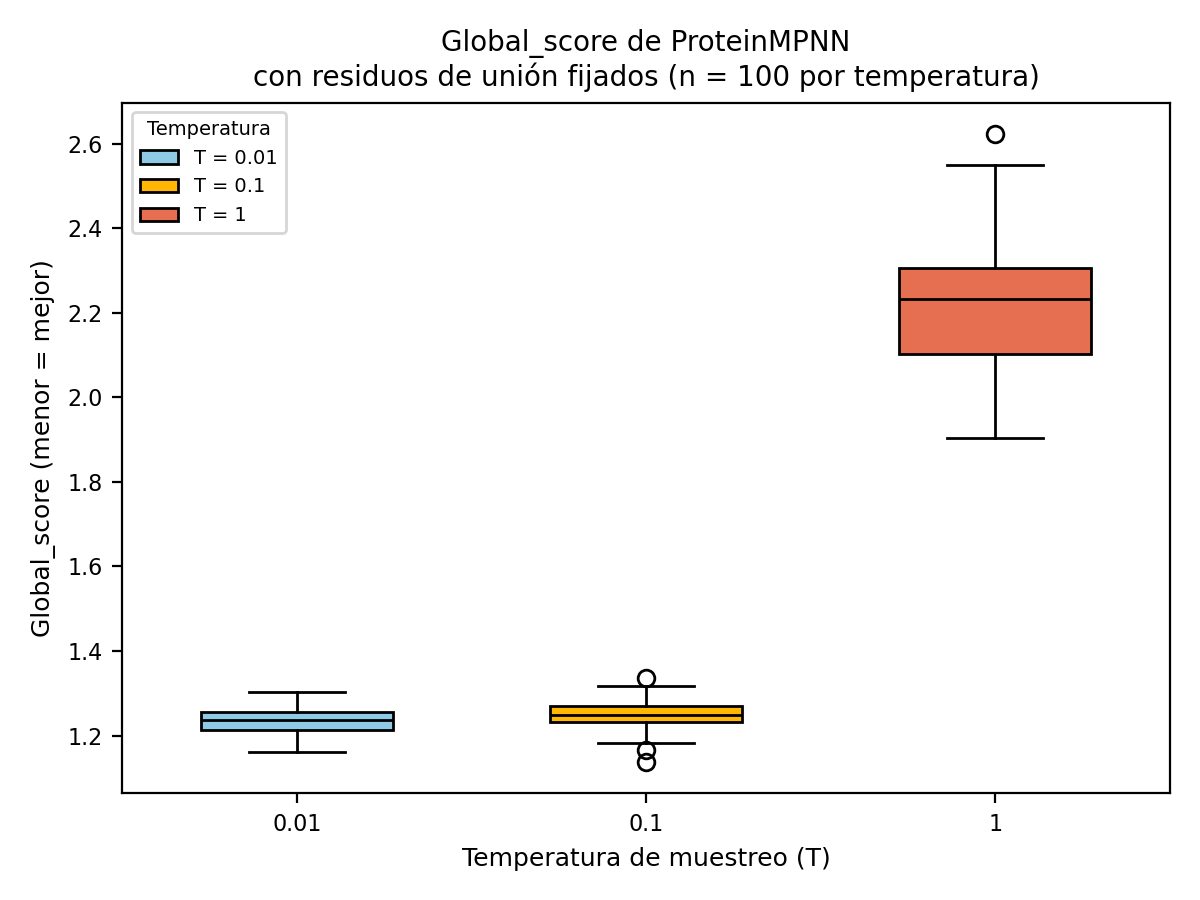 Global_score de ProteinMPNN
con residuos de unión fijados (n = 100 por temperatura)
Temperatura
T = 0.01
T = 0.1
T = 1
Global_score (menor = mejor)
2.6
2.4
2.2
2.0
1.8
1.6
1.4
1.2
0.01
0.1
1
Temperatura de muestreo (T)